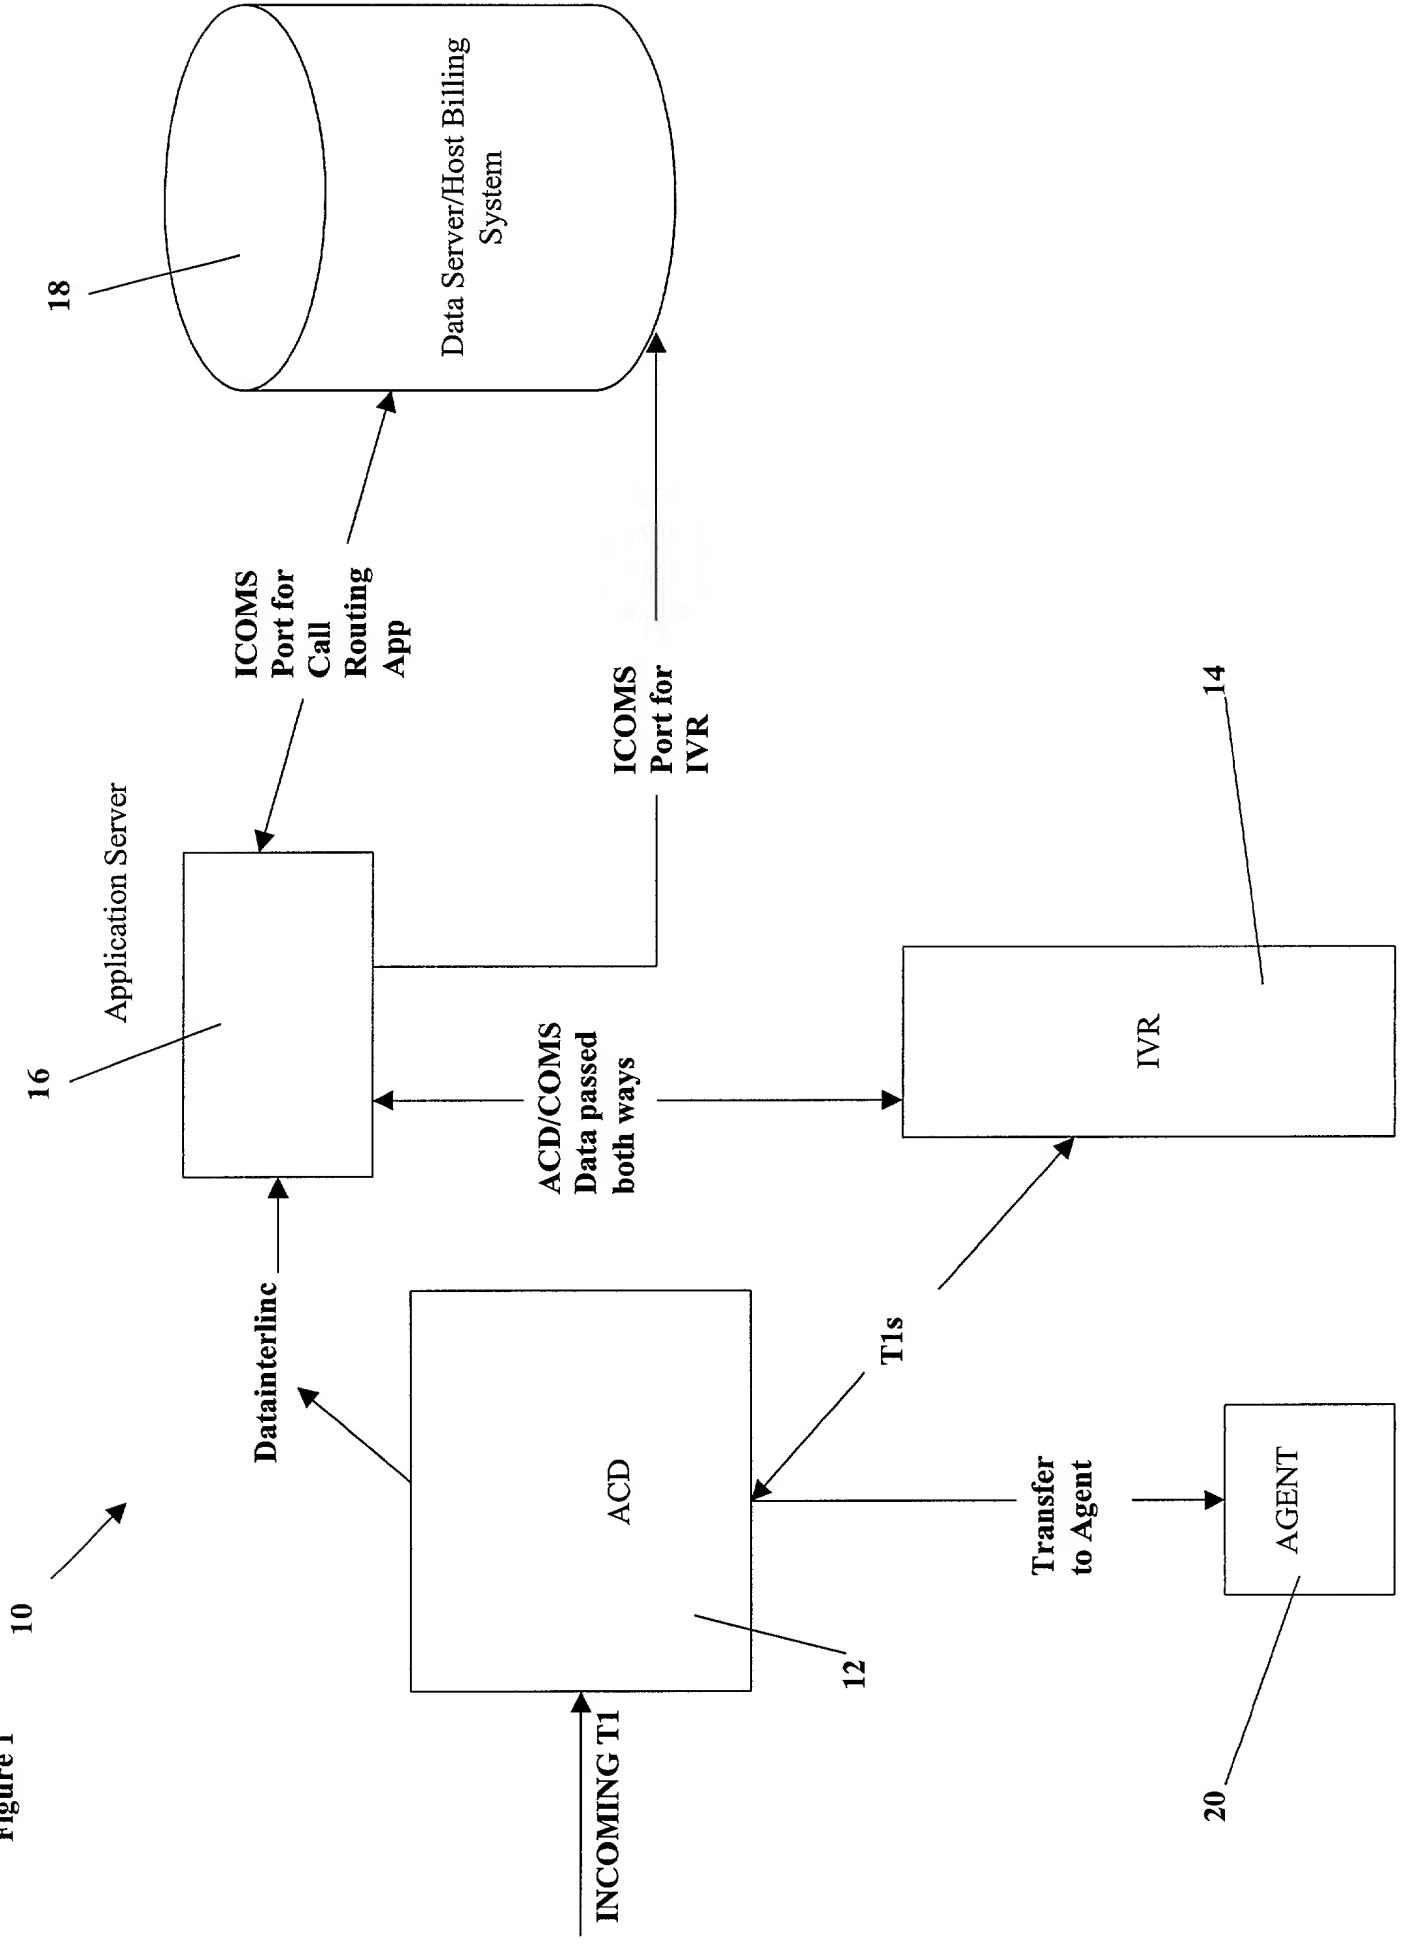 Figure 1
10
INCOMING T1
ACD
12
Datainterlinc
16
Application Server
ICOMS
Port for
Call
Routing
App
18
Data Server/Host Billing
System
ICOMS
Port for
IVR
ACD/COMS
Data passed
both ways
T1s
IVR
14
Transfer
to Agent
AGENT
20